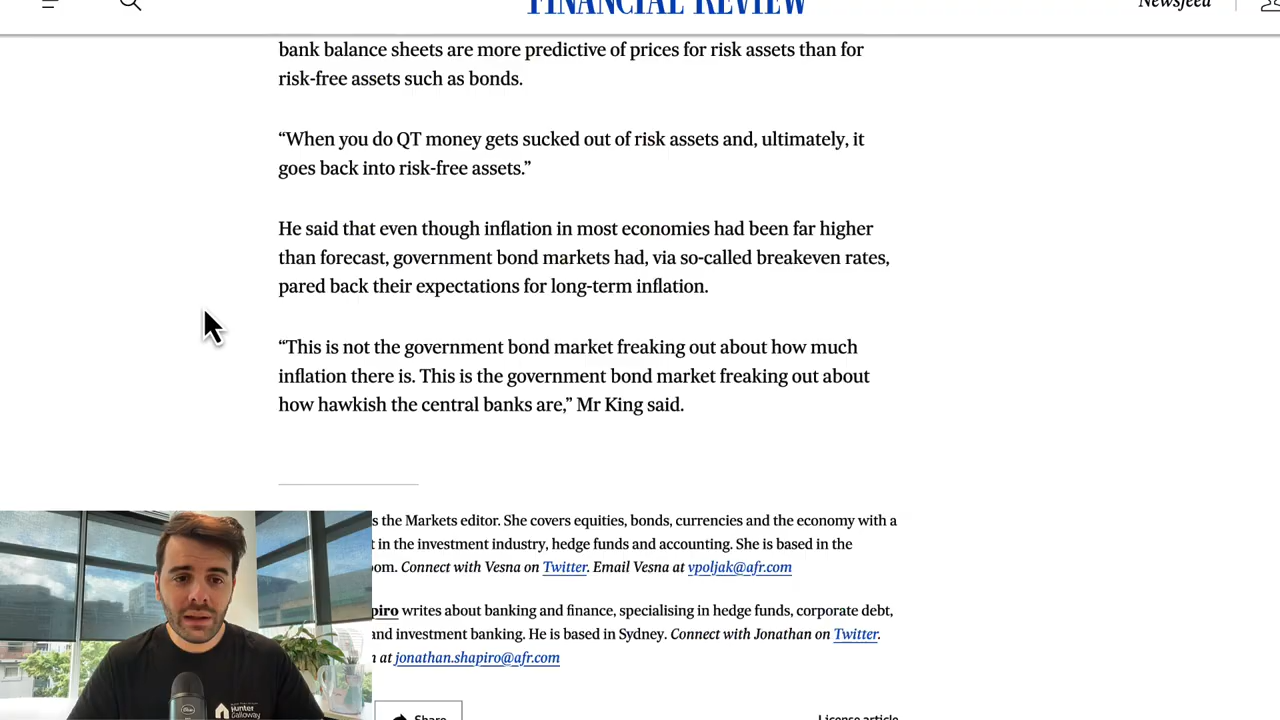 FINANCIAL REVIEW
Newsfeed
bank balance sheets are more predictive of prices for risk assets than for
risk-free assets such as bonds.
“When you do QT money gets sucked out of risk assets and, ultimately, it
goes back into risk-free assets.”
He said that even though inflation in most economies had been far higher
than forecast, government bond markets had, via so-called breakeven rates,
pared back their expectations for long-term inflation.
“This is not the government bond market freaking out about how much
inflation there is. This is the government bond market freaking out about
how hawkish the central banks are,” Mr King said.
s the Markets editor. She covers equities, bonds, currencies and the economy with a
t in the investment industry, hedge funds and accounting. She is based in the
om. Connect with Vesna on Twitter. Email Vesna at vpoljak@afr.com
piro writes about banking and finance, specialising in hedge funds, corporate debt,
and investment banking. He is based in Sydney. Connect with Jonathan on Twitter.
n at jonathan.shapiro@afr.com
Share
License article
Hunter
Galloway